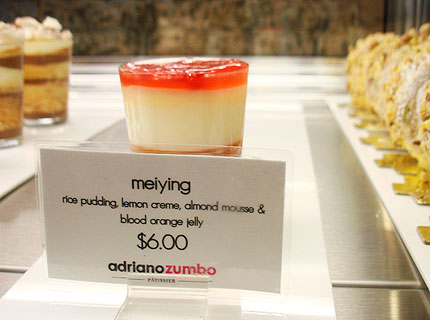 meiying
rice pudding, lemon creme, almond mousse &
blood orange jelly
$6.00
adrianozumbo
PATISSIER